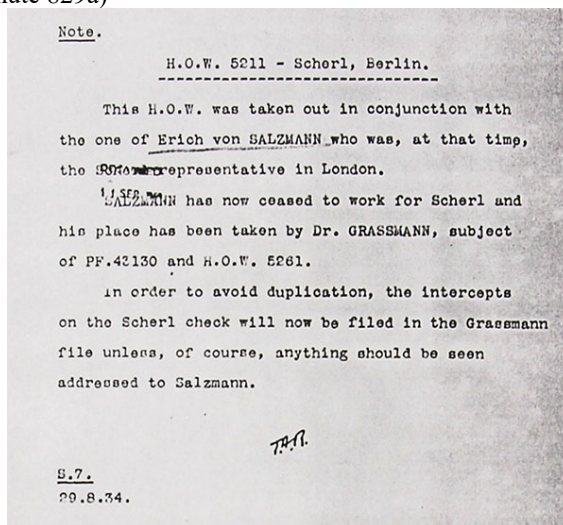 829a)
Note.
H.O.W. 5211 - Scherl, Berlin.
This H.O.W. was taken out in conjunction with
the one of Erich von SALZMANN who was, at that time,
the representative in London.
11 SEP
SALZMANN has now ceased to work for Scherl and
his place has been taken by Dr. GRASSMANN, subject
of PF.43130 and H.O.W. 5261.
In order to avoid duplication, the intercepts
on the Scherl check will now be filed in the Grassmann
file unless, of course, anything should be seen
addressed to Salzmann.
S.7.
29.8.34.